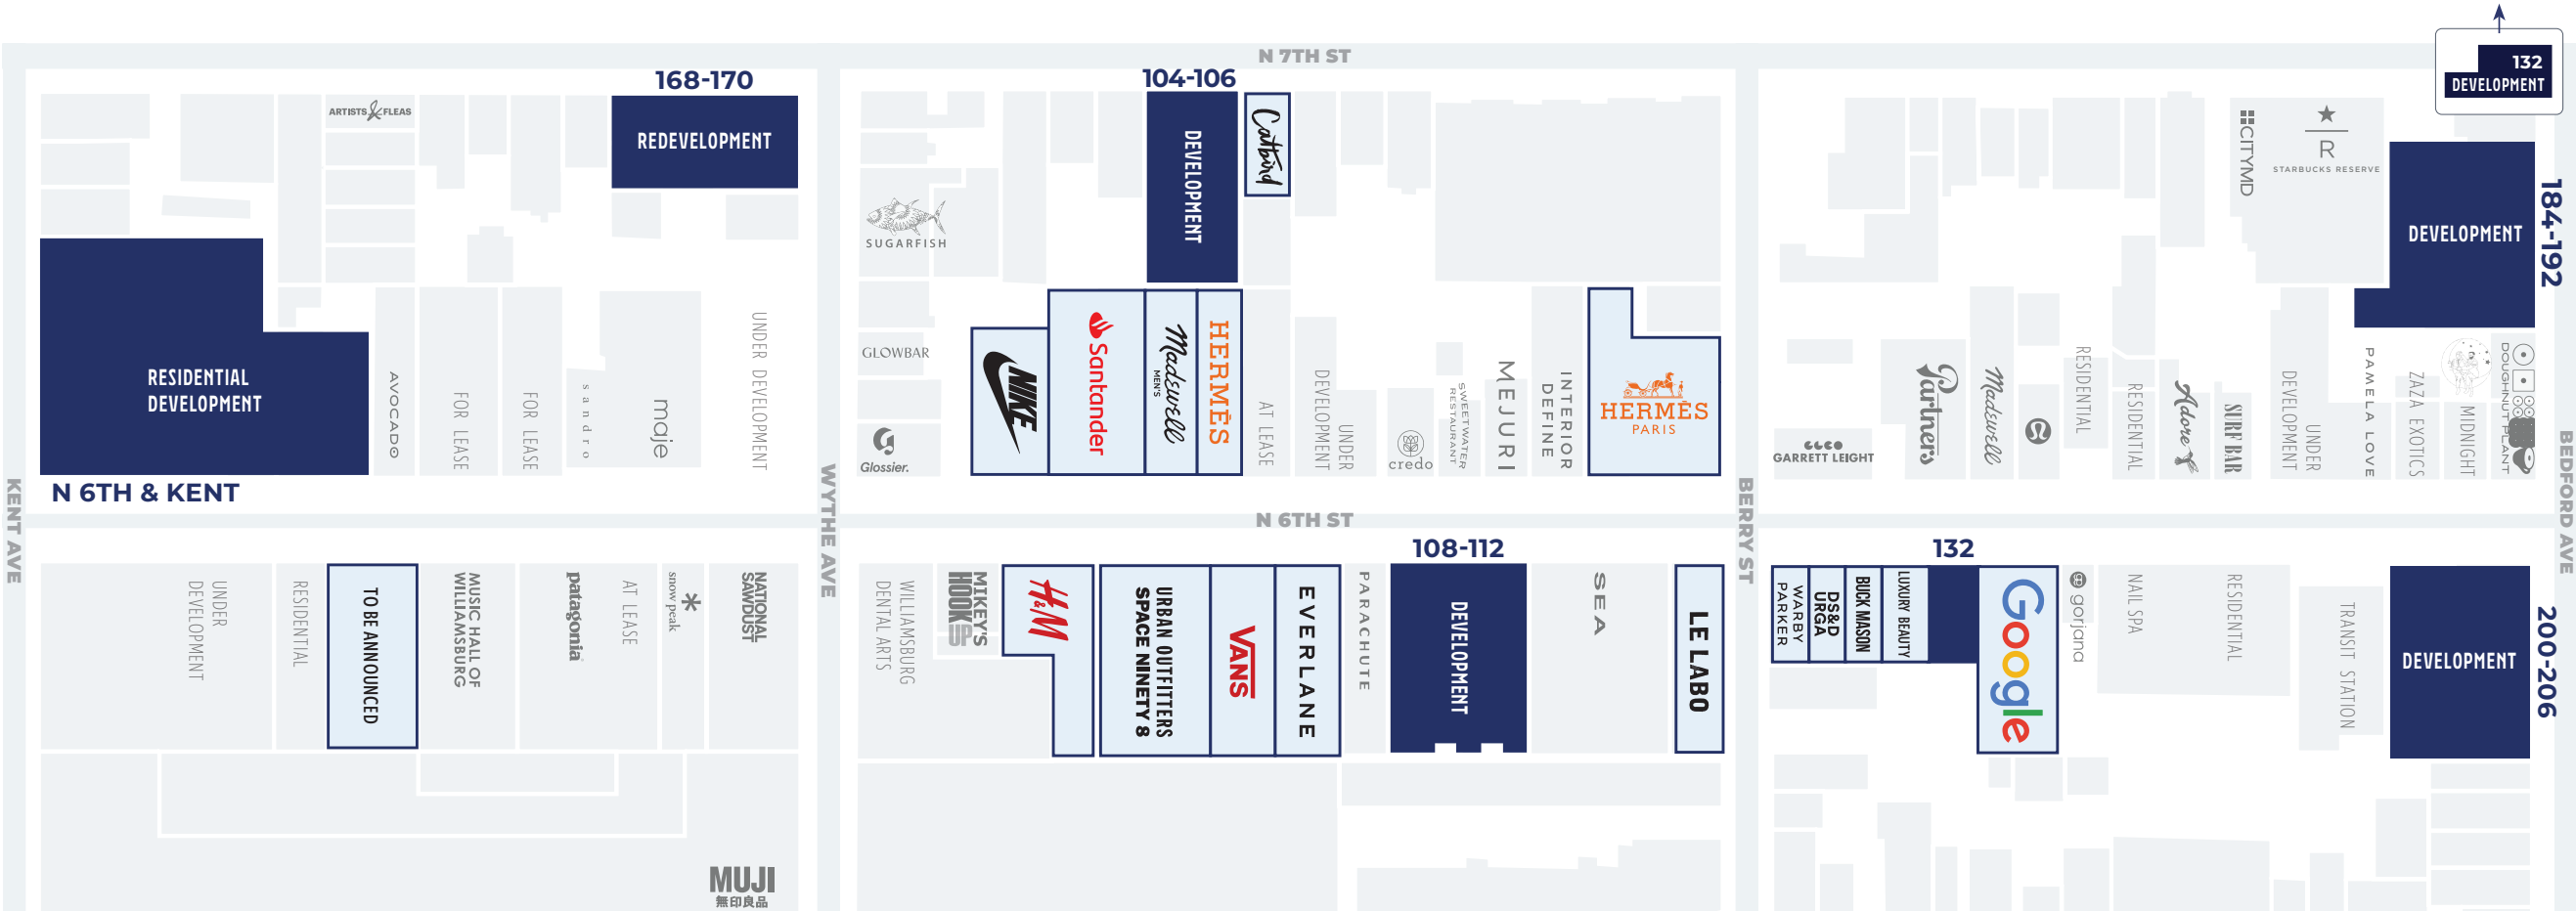 N 7TH ST
132
DEVELOPMENT
168-170
ARTISTS & FLEAS
REDEVELOPMENT
RESIDENTIAL
DEVELOPMENT
N 6TH & KENT
AVOCADO
FOR LEASE
FOR LEASE
sandro
maje
UNDER DEVELOPMENT
KENT AVE
WYTHE AVE
104-106
DEVELOPMENT
Catbird
SUGARFISH
GLOWBAR
Glossier.
NIKE
Santander
Madewell
MEN'S
HERMÈS
AT LEASE
UNDER
DEVELOPMENT
credo
SWEETWATER
RESTAURANT
MEJURI
INTERIOR
DEFINE
HERMÈS
PARIS
N 6TH ST
BERRY ST
CITYMD
R
STARBUCKS RESERVE
DEVELOPMENT
184-192
GARRETT LEIGHT
Partners
Madewell
RESIDENTIAL
RESIDENTIAL
Adore
SURF BAR
UNDER
DEVELOPMENT
PAMELA LOVE
ZAZA EXOTICS
MIDNIGHT
DOUGHNUT PLANT
BEDFORD AVE
UNDER
DEVELOPMENT
RESIDENTIAL
TO BE ANNOUNCED
MUSIC HALL OF
WILLIAMSBURG
patagonia
AT LEASE
snow peak
NATIONAL
SAWDUST
MUJI
無印良品
WILLIAMSBURG
DENTAL ARTS
MIKEY'S
HOOK
UP
H&M
URBAN OUTFITTERS
SPACE NINETY 8
VANS
EVERLANE
PARACHUTE
108-112
DEVELOPMENT
SEA
LE LABO
132
WARBY
PARKER
DS&D
URGA
BUCK MASON
LUXURY BEAUTY
Google
gorjana
NAIL SPA
RESIDENTIAL
TRANSIT STATION
DEVELOPMENT
200-206